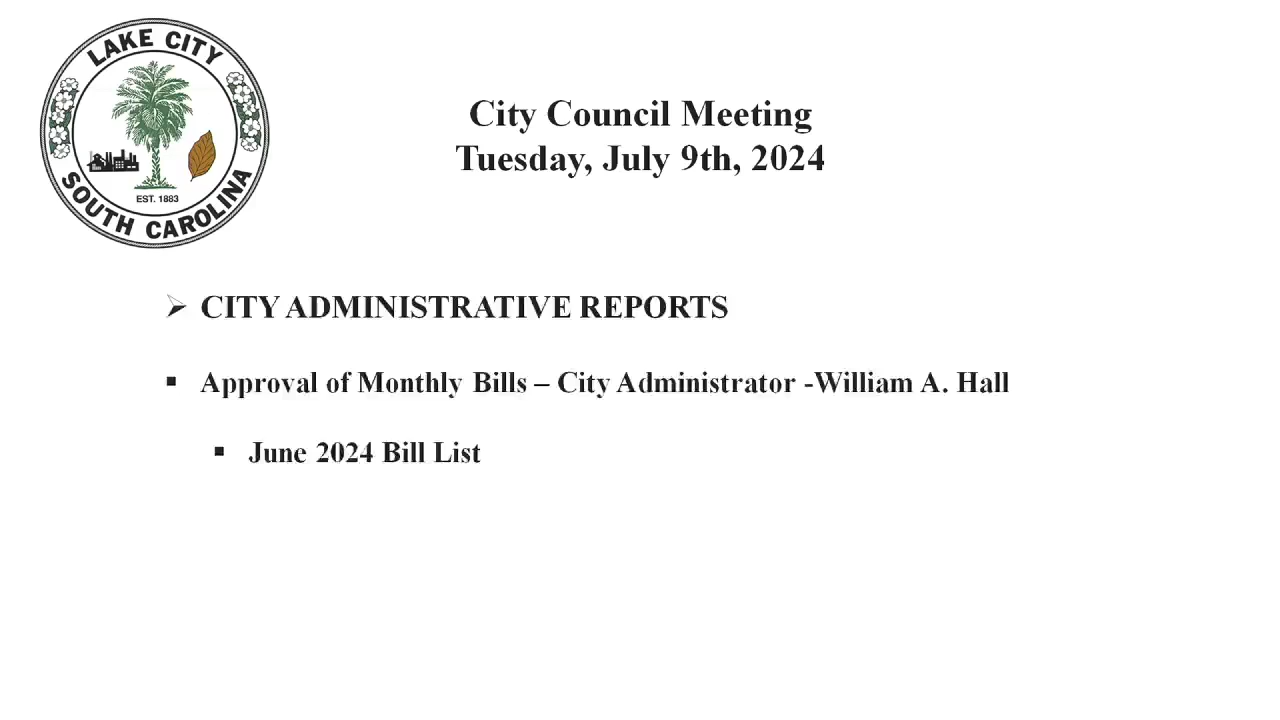 LAKE CITY
EST. 1883
SOUTH CAROLINA
City Council Meeting
Tuesday, July 9th, 2024
CITY ADMINISTRATIVE REPORTS
Approval of Monthly Bills – City Administrator -William A. Hall
June 2024 Bill List